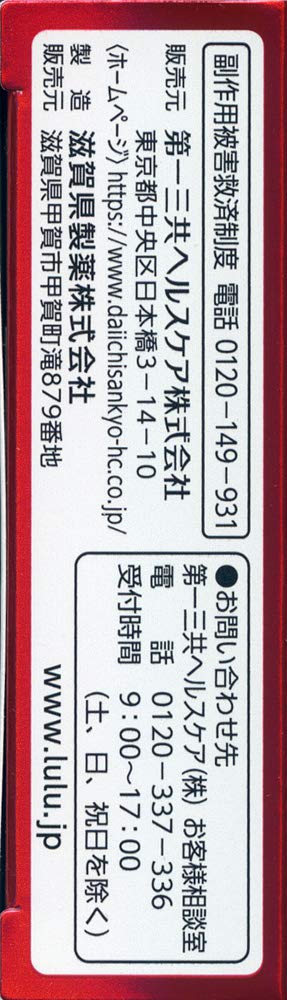 副作用被害救済制度 電話 0120-149-931
販売元 第一三共ヘルスケア株式会社
東京都中央区日本橋3-14-10
〈ホームページ〉https://www.daiichisankyo-hc.co.jp/
製造販売元 滋賀県製薬株式会社
滋賀県甲賀市甲賀町滝879番地
●お問い合わせ先
第一三共ヘルスケア(株) お客様相談室
電話 0120-337-336
受付時間 9:00〜17:00
(土、日、祝日を除く)
www.lulu.jp